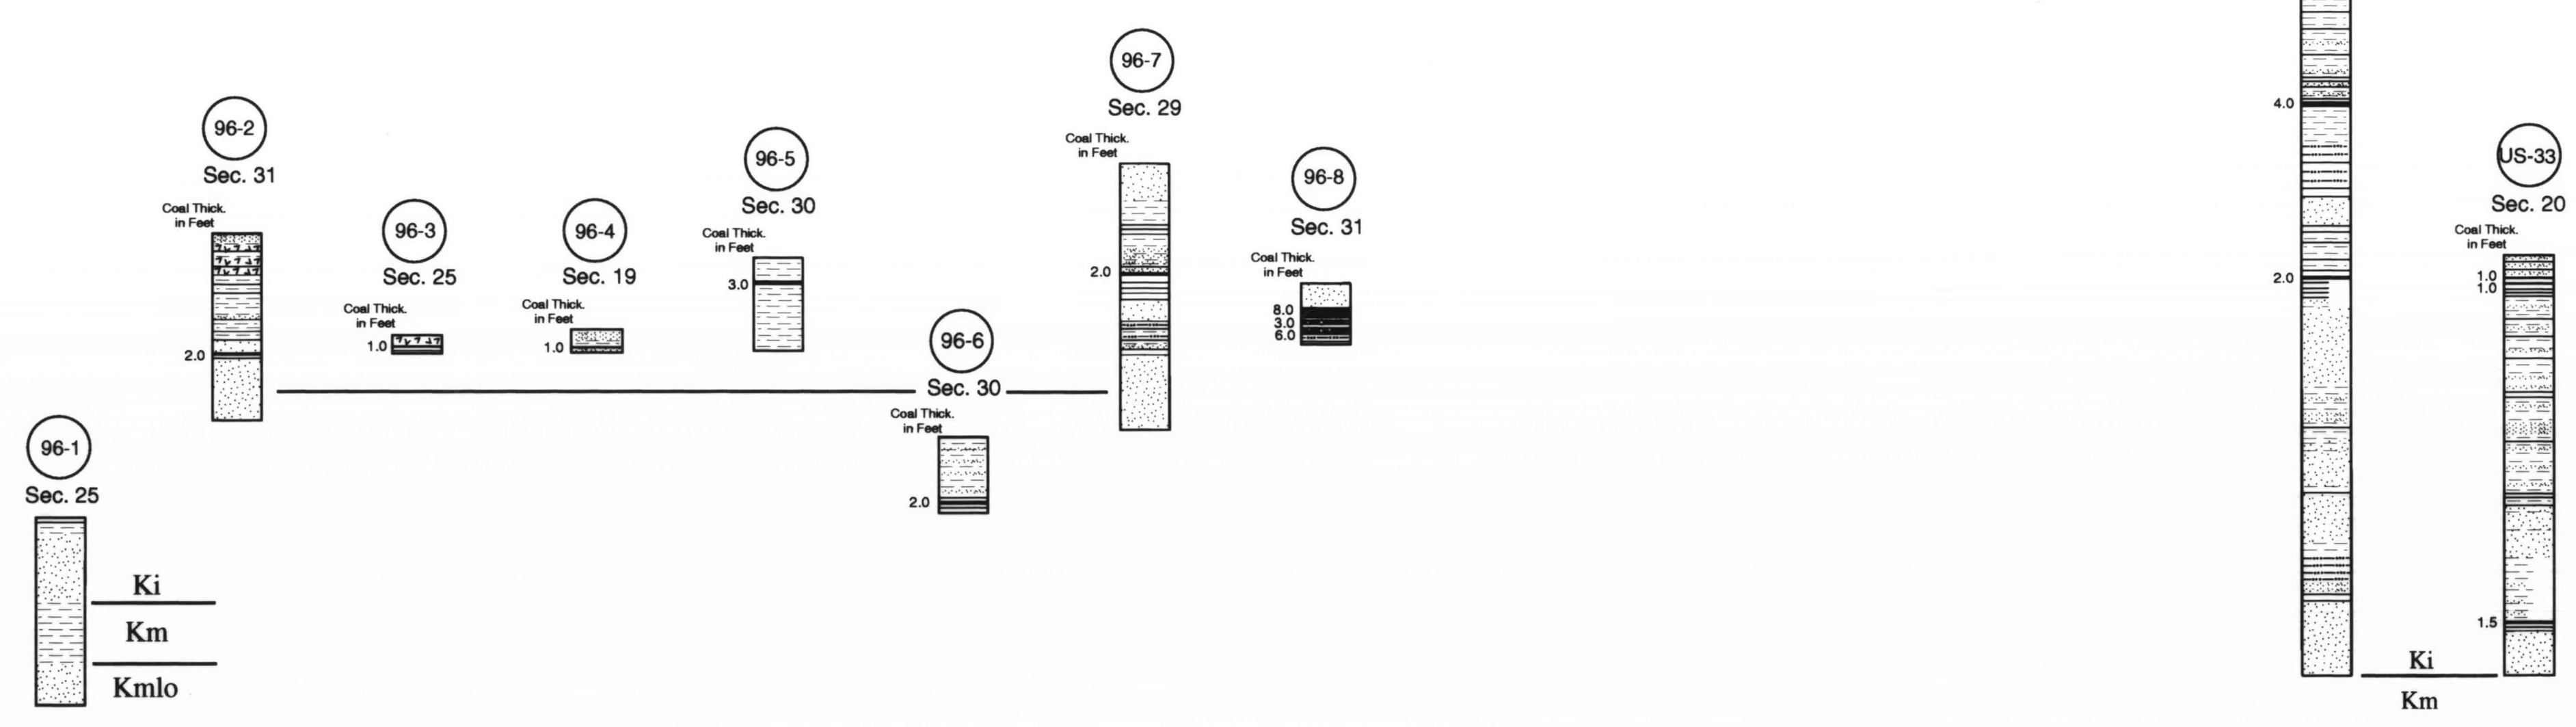 96-1
Sec. 25
Ki
Km
Kmlo
96-2
Sec. 31
Coal Thick.
in Feet
2.0
96-3
Sec. 25
Coal Thick.
in Feet
1.0
96-4
Sec. 19
Coal Thick.
in Feet
1.0
96-5
Sec. 30
Coal Thick.
in Feet
3.0
96-6
Sec. 30
Coal Thick.
in Feet
2.0
96-7
Sec. 29
Coal Thick.
in Feet
2.0
96-8
Sec. 31
Coal Thick.
in Feet
8.0
3.0
6.0
4.0
2.0
Ki
Km
US-33
Sec. 20
Coal Thick.
in Feet
1.0
1.0
1.5